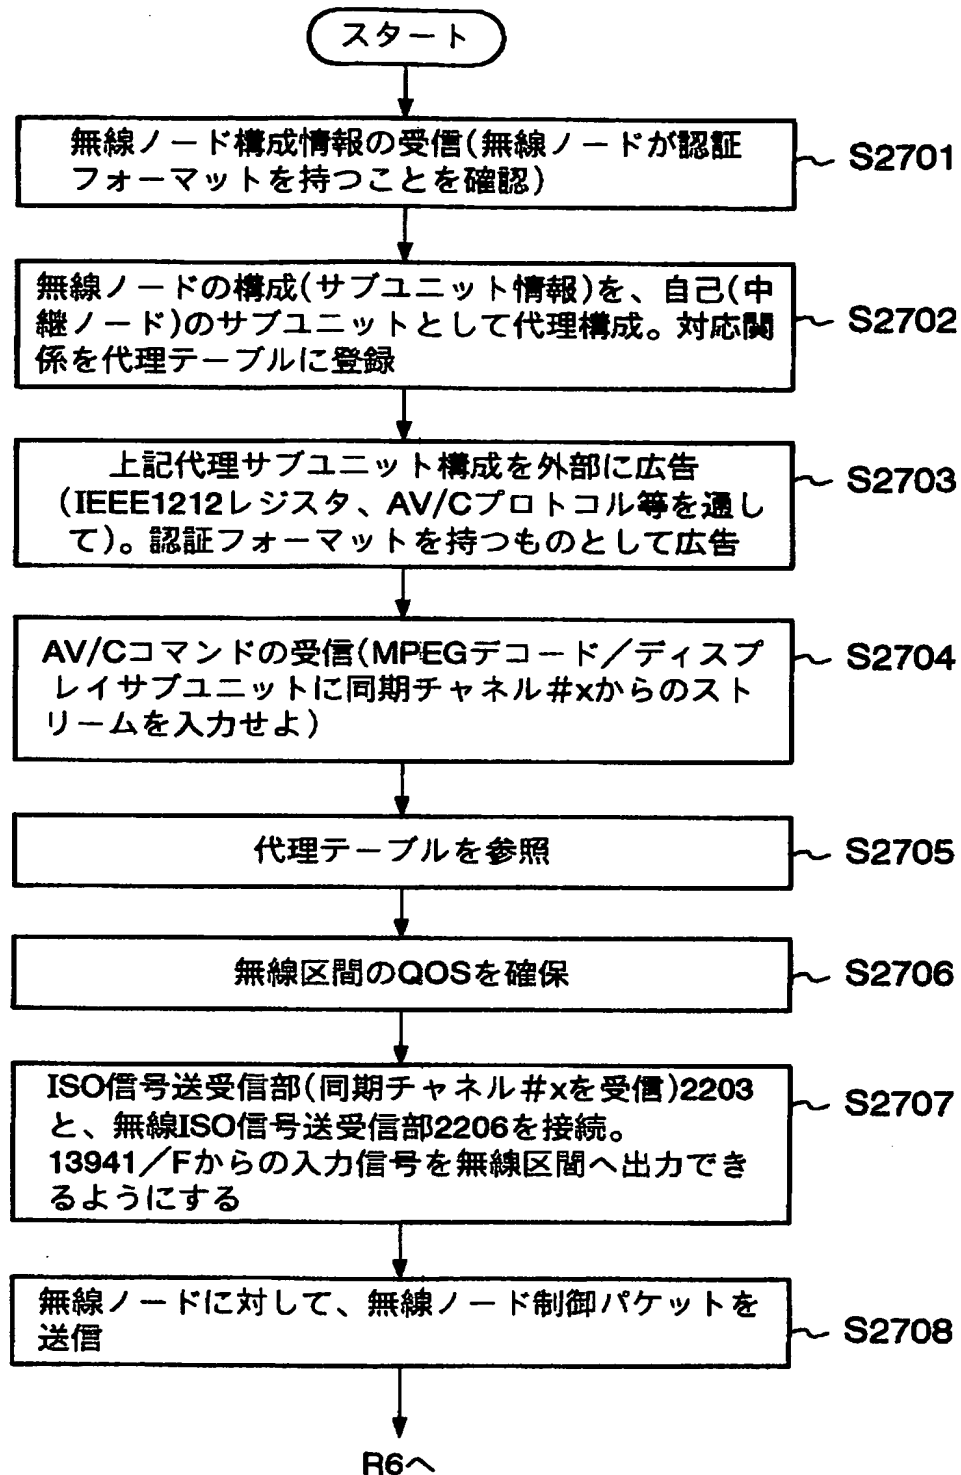 スタート
無線ノード構成情報の受信(無線ノードが認証
フォーマットを持つことを確認)
S2701
無線ノードの構成(サブユニット情報)を、自己(中
継ノード)のサブユニットとして代理構成。対応関
係を代理テーブルに登録
S2702
上記代理サブユニット構成を外部に広告
(IEEE1212レジスタ、AV/Cプロトコル等を通し
て)。認証フォーマットを持つものとして広告
S2703
AV/Cコマンドの受信(MPEGデコード／ディスプ
レイサブユニットに同期チャネル#xからのスト
リームを入力せよ)
S2704
代理テーブルを参照
S2705
無線区間のQOSを確保
S2706
ISO信号送受信部(同期チャネル#xを受信)2203
と、無線ISO信号送受信部2206を接続。
13941／Fからの入力信号を無線区間へ出力でき
るようにする
S2707
無線ノードに対して、無線ノード制御パケットを
送信
S2708
R6へ